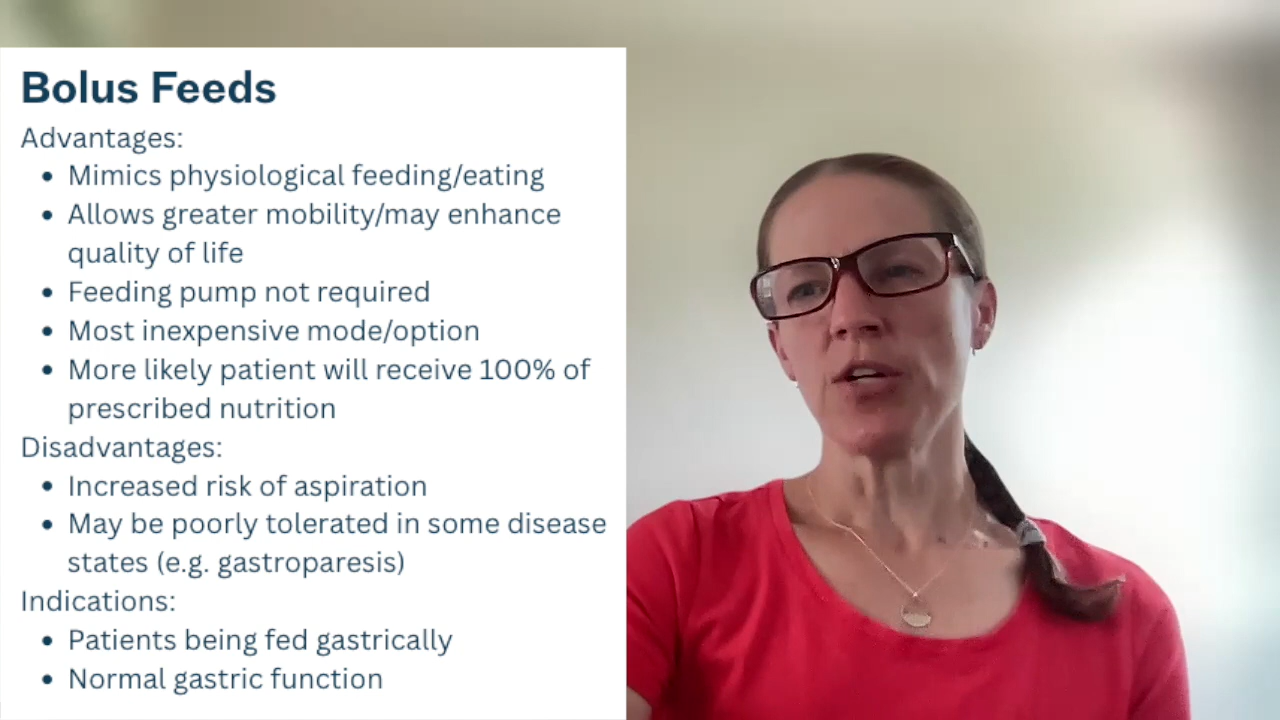 Bolus Feeds
Advantages:
• Mimics physiological feeding/eating
• Allows greater mobility/may enhance
quality of life
• Feeding pump not required
• Most inexpensive mode/option
• More likely patient will receive 100% of
prescribed nutrition
Disadvantages:
• Increased risk of aspiration
• May be poorly tolerated in some disease
states (e.g. gastroparesis)
Indications:
• Patients being fed gastrically
• Normal gastric function